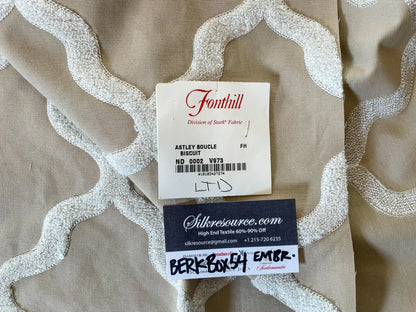 Fonthill
Division of Stark® Fabric
ASTLEY BOUCLE FH
BISCUIT
ND 0002 V973
LTD
Silkresource.com
High End Textile 60%-90% Off
silkresource@gmail.com +1 215-720 6235
BERK BOX54 EMBR.